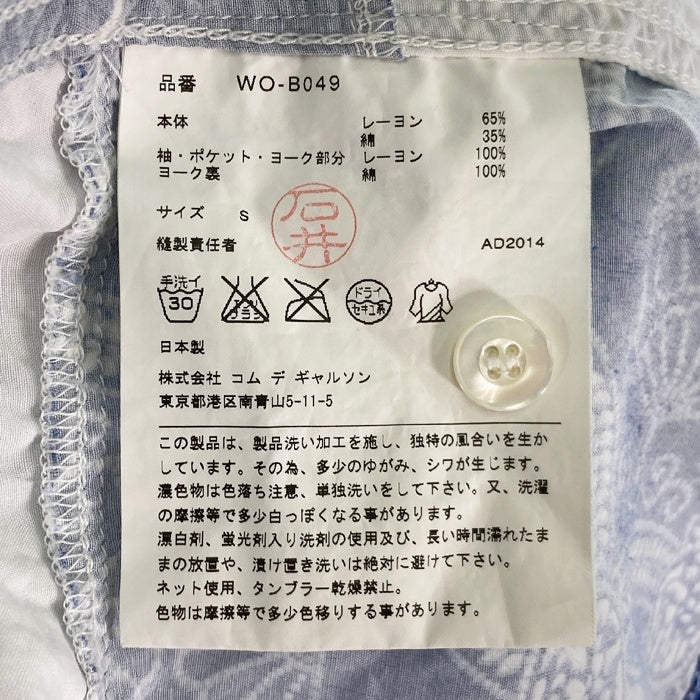 品番 WO-B049
本体 レーヨン 65%
綿 35%
袖・ポケット・ヨーク部分 レーヨン 100%
ヨーク裏 綿 100%
サイズ S
石井
縫製責任者 AD2014
手洗イ 30 ドライ セキユ系
日本製
株式会社 コム デ ギャルソン
東京都港区南青山5-11-5
この製品は、製品洗い加工を施し、独特の風合いを生か
しています。その為、多少のゆがみ、シワが生じます。
濃色物は色落ち注意、単独洗いをして下さい。又、洗濯
の摩擦等で多少白っぽくなる事があります。
漂白剤、蛍光剤入り洗剤の使用及び、長い時間濡れたま
まの放置や、漬け置き洗いは絶対に避けて下さい。
ネット使用、タンブラー乾燥禁止。
色物は摩擦等で多少色移りする事が有ります。